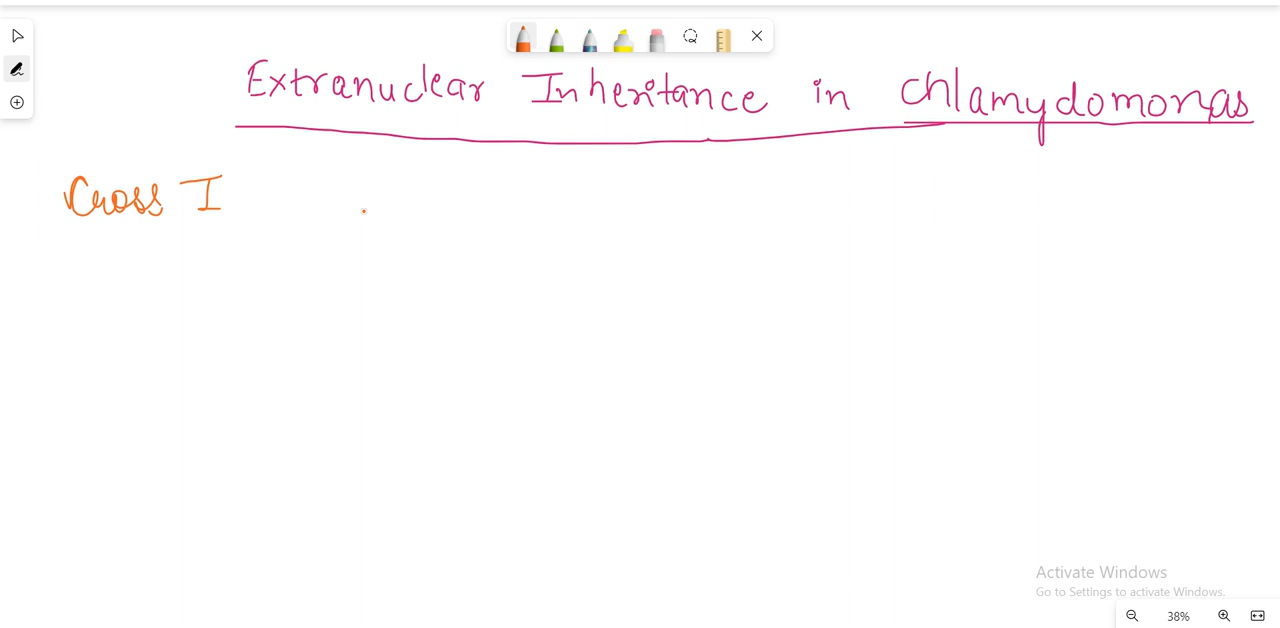 Extranuclear Inheritance in Chlamydomonas
Cross I
Activate Windows
Go to Settings to activate Windows.
38%